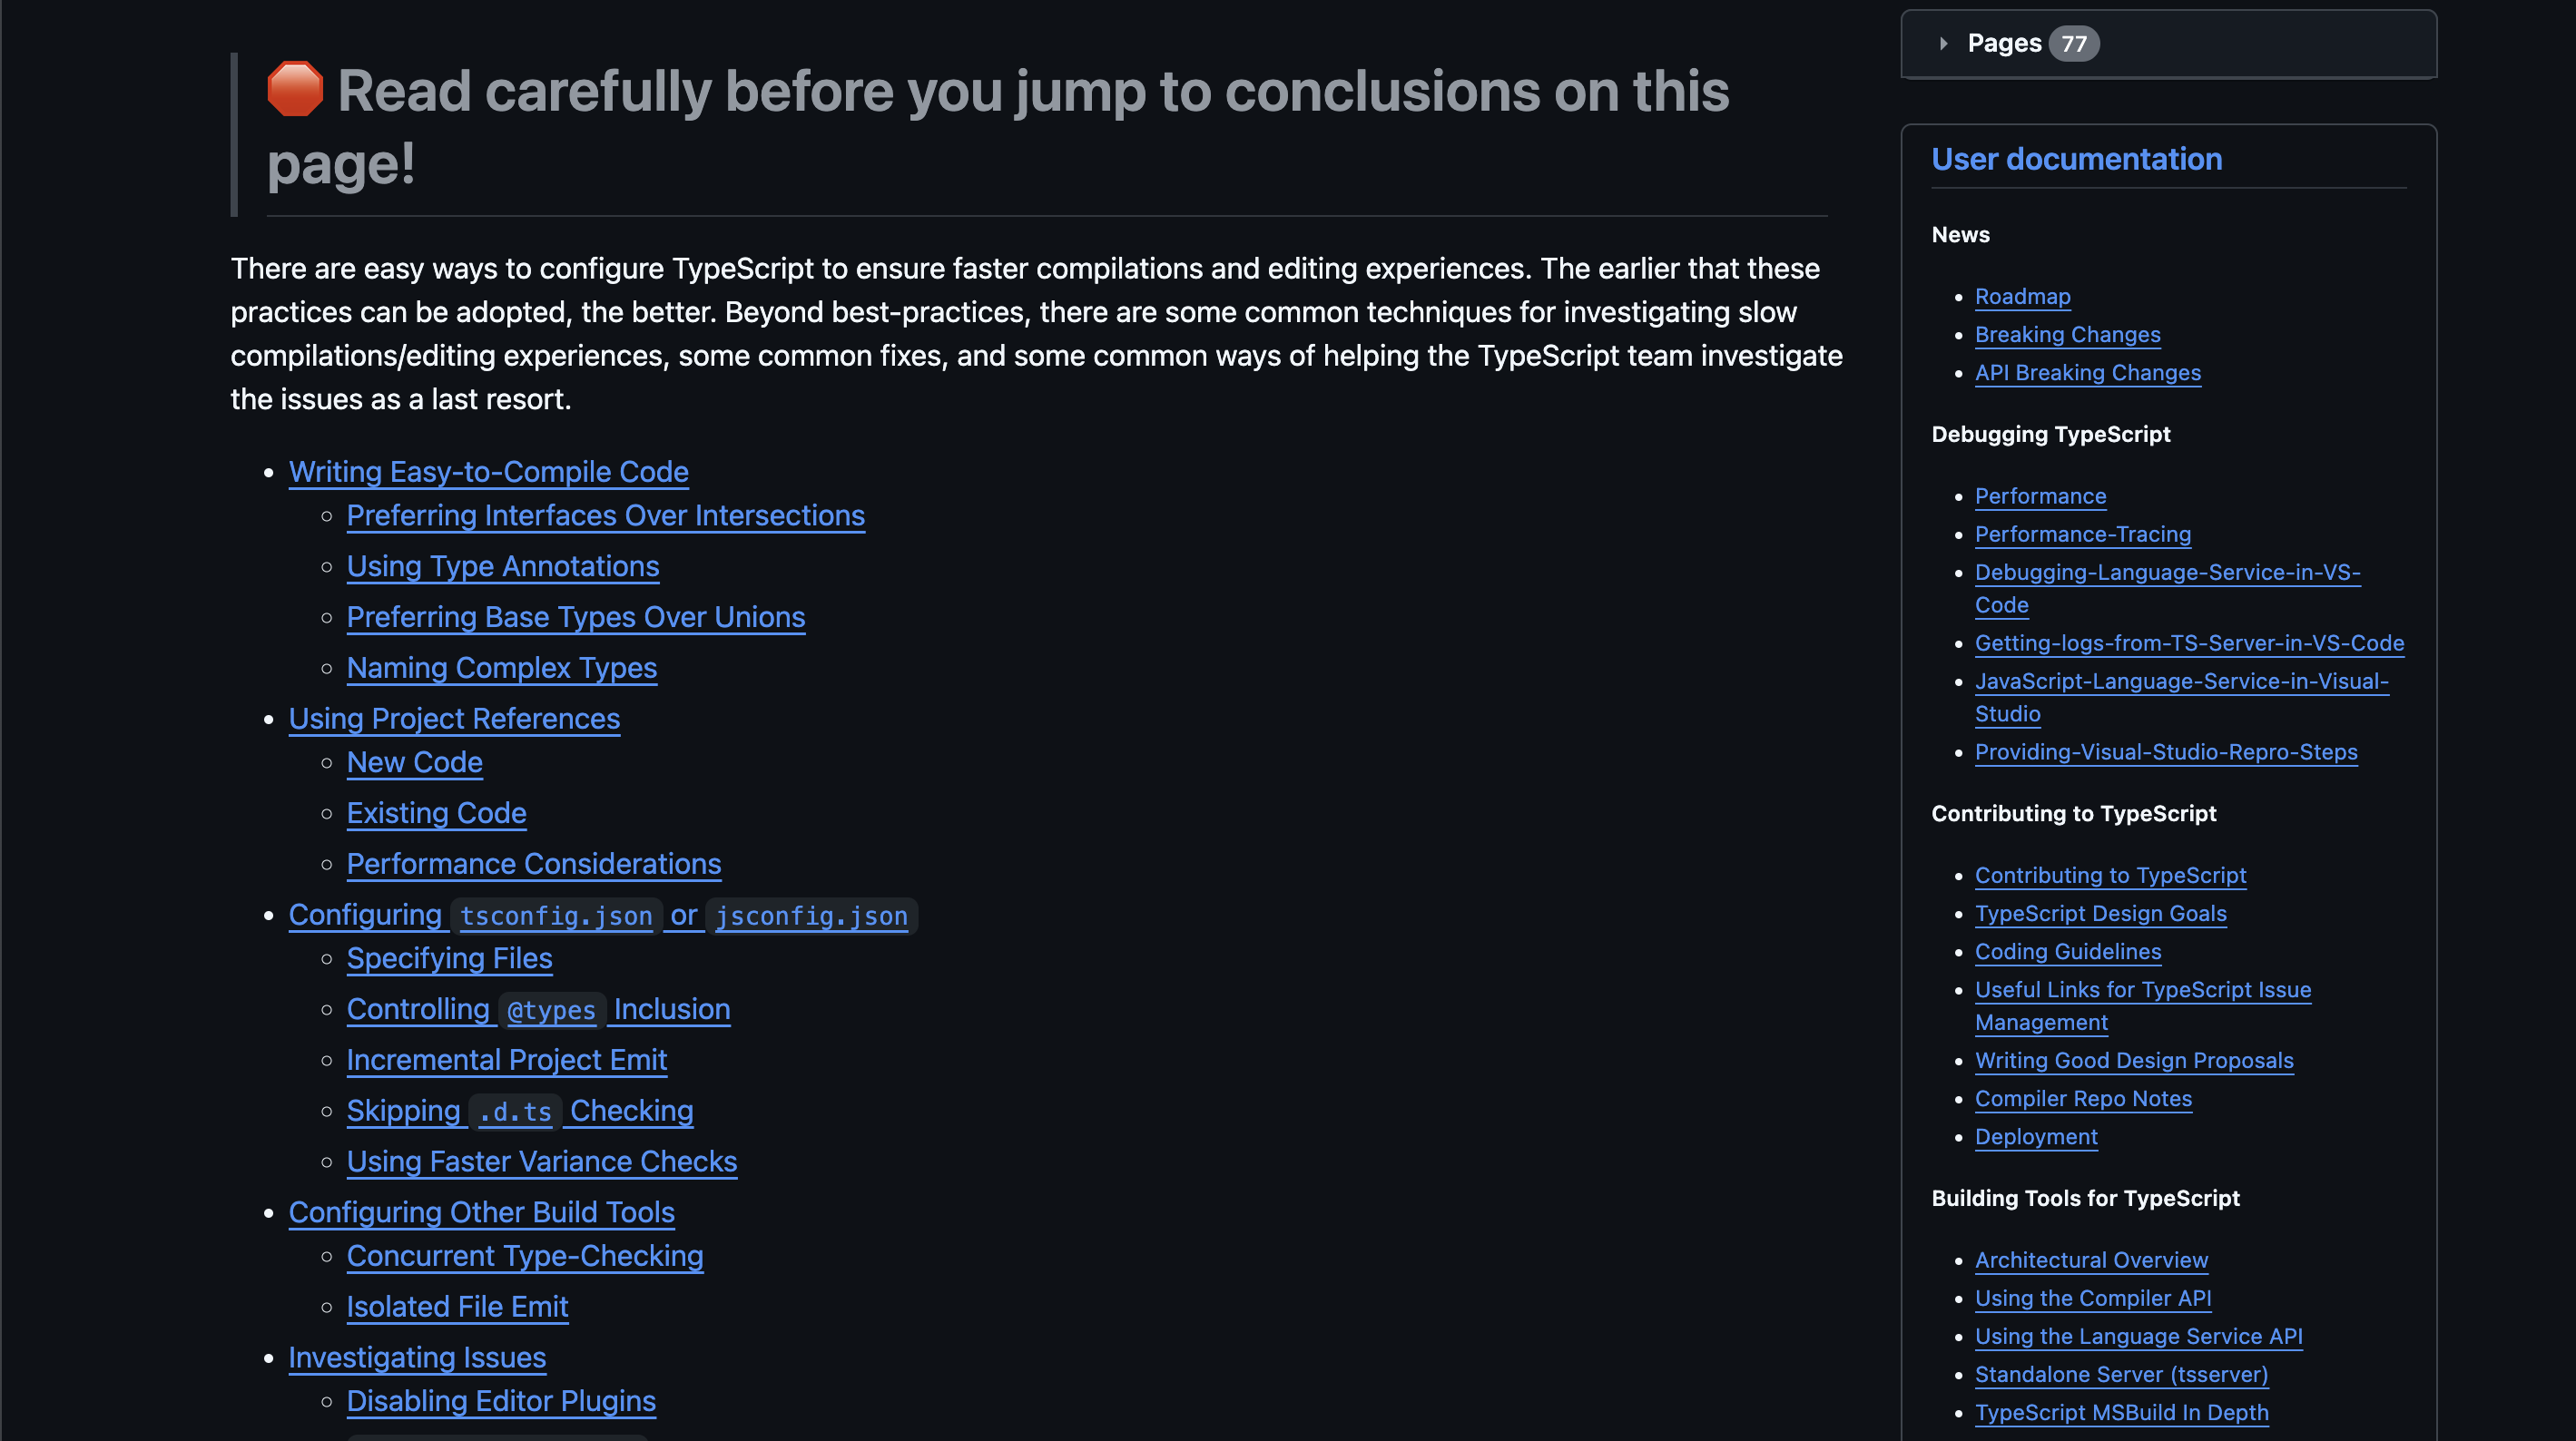 🛑 Read carefully before you jump to conclusions on this
page!
There are easy ways to configure TypeScript to ensure faster compilations and editing experiences. The earlier that these
practices can be adopted, the better. Beyond best-practices, there are some common techniques for investigating slow
compilations/editing experiences, some common fixes, and some common ways of helping the TypeScript team investigate
the issues as a last resort.
Writing Easy-to-Compile Code
Preferring Interfaces Over Intersections
Using Type Annotations
Preferring Base Types Over Unions
Naming Complex Types
Using Project References
New Code
Existing Code
Performance Considerations
Configuring tsconfig.json or jsconfig.json
Specifying Files
Controlling @types Inclusion
Incremental Project Emit
Skipping .d.ts Checking
Using Faster Variance Checks
Configuring Other Build Tools
Concurrent Type-Checking
Isolated File Emit
Investigating Issues
Disabling Editor Plugins
Pages 77
User documentation
News
Roadmap
Breaking Changes
API Breaking Changes
Debugging TypeScript
Performance
Performance-Tracing
Debugging-Language-Service-in-VS-
Code
Getting-logs-from-TS-Server-in-VS-Code
JavaScript-Language-Service-in-Visual-
Studio
Providing-Visual-Studio-Repro-Steps
Contributing to TypeScript
Contributing to TypeScript
TypeScript Design Goals
Coding Guidelines
Useful Links for TypeScript Issue
Management
Writing Good Design Proposals
Compiler Repo Notes
Deployment
Building Tools for TypeScript
Architectural Overview
Using the Compiler API
Using the Language Service API
Standalone Server (tsserver)
TypeScript MSBuild In Depth